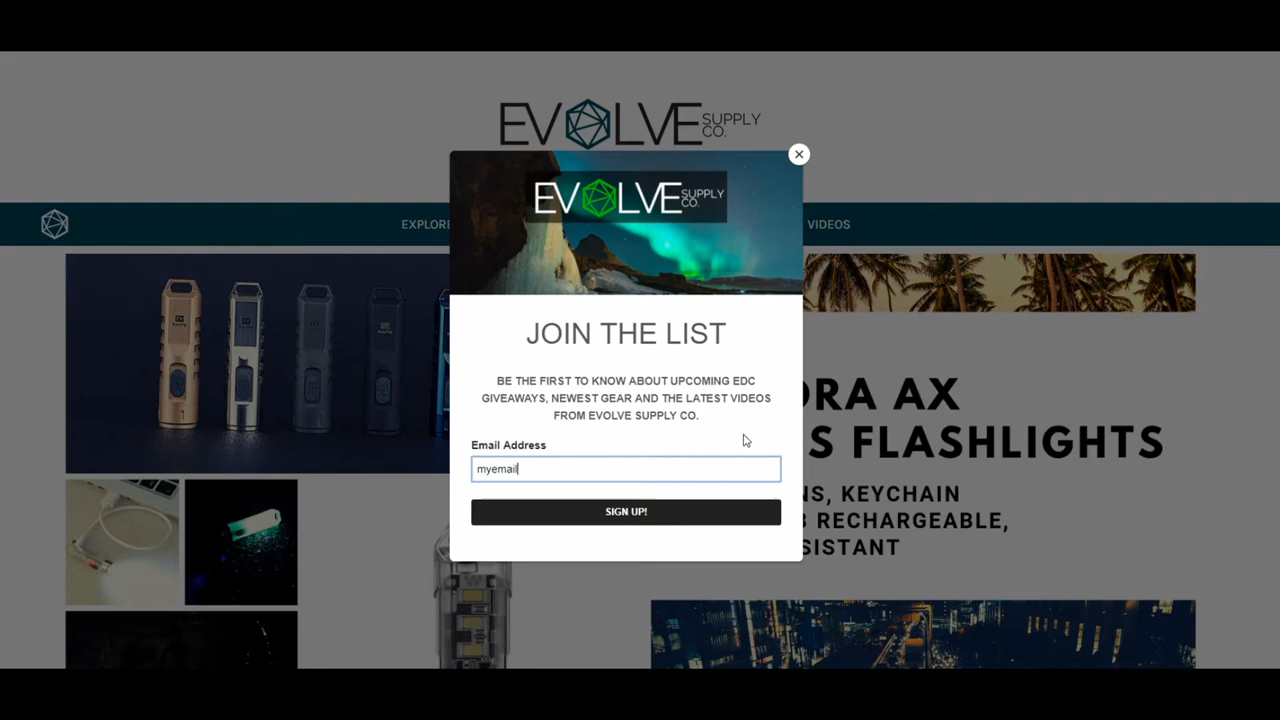 EVOLVE SUPPLY CO.
EVOLVE SUPPLY CO.
EXPLORE
VIDEOS
JOIN THE LIST
BE THE FIRST TO KNOW ABOUT UPCOMING EDC
GIVEAWAYS, NEWEST GEAR AND THE LATEST VIDEOS
FROM EVOLVE SUPPLY CO.
Email Address
myemail
SIGN UP!
ORA AX
S FLASHLIGHTS
NS, KEYCHAIN
B RECHARGEABLE,
SISTANT